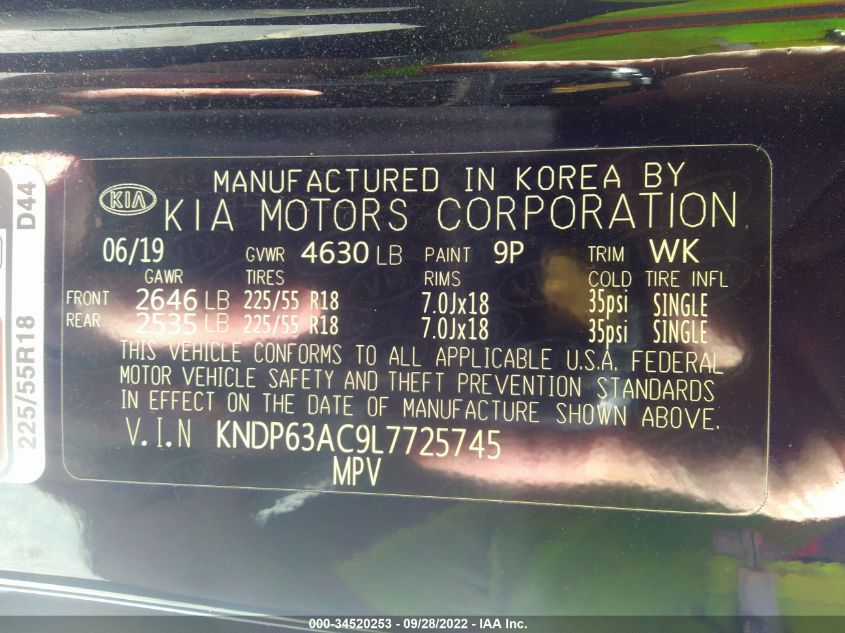 MANUFACTURED IN KOREA BY
KIA KIA MOTORS CORPORATION
06/19 GVWR 4630 LB PAINT 9P TRIM WK
GAWR TIRES RIMS COLD TIRE INFL
FRONT 2646 LB 225/55 R18 7.0Jx18 35psi SINGLE
REAR 2535 LB 225/55 R18 7.0Jx18 35psi SINGLE
THIS VEHICLE CONFORMS TO ALL APPLICABLE U.S.A. FEDERAL
MOTOR VEHICLE SAFETY AND THEFT PREVENTION STANDARDS
IN EFFECT ON THE DATE OF MANUFACTURE SHOWN ABOVE.
V.I.N KNDP63AC9L7725745
MPV
225/55R18 D44
000-34520253 - 09/28/2022 - IAA Inc.